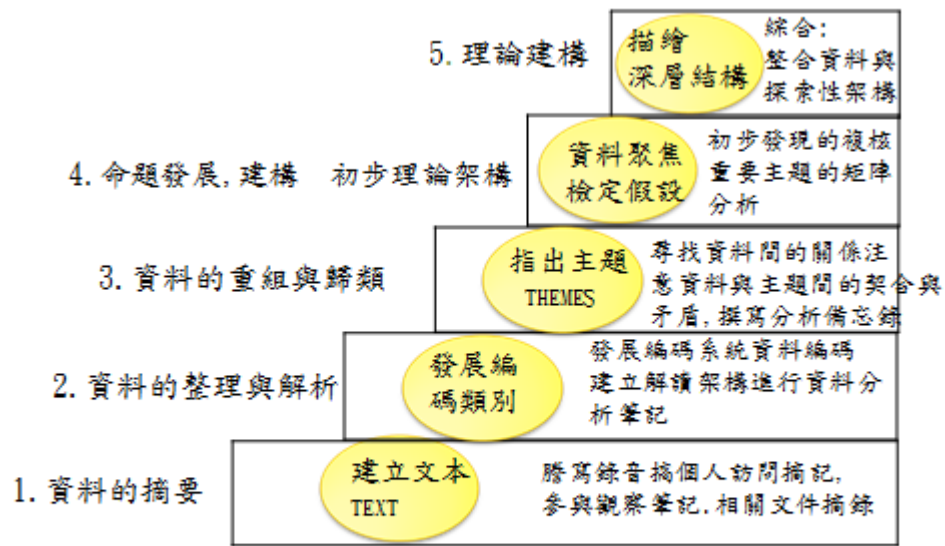 5.理論建構
描繪
深層結構
綜合:
整合資料與
探索性架構
4.命題發展,建構 初步理論架構
資料聚焦
檢定假設
初步發現的複核
重要主題的矩陣
分析
3.資料的重組與歸類
指出主題
THEMES
尋找資料間的關係注
意資料與主題間的契合與
矛盾,撰寫分析備忘錄
2.資料的整理與解析
發展編
碼類別
發展編码系統資料編码
建立解讀架構進行資料分
析筆記
1.資料的摘要
建立文本
TEXT
謄寫錄音搞個人訪問摘記,
參與觀察筆記.相關文件摘錄